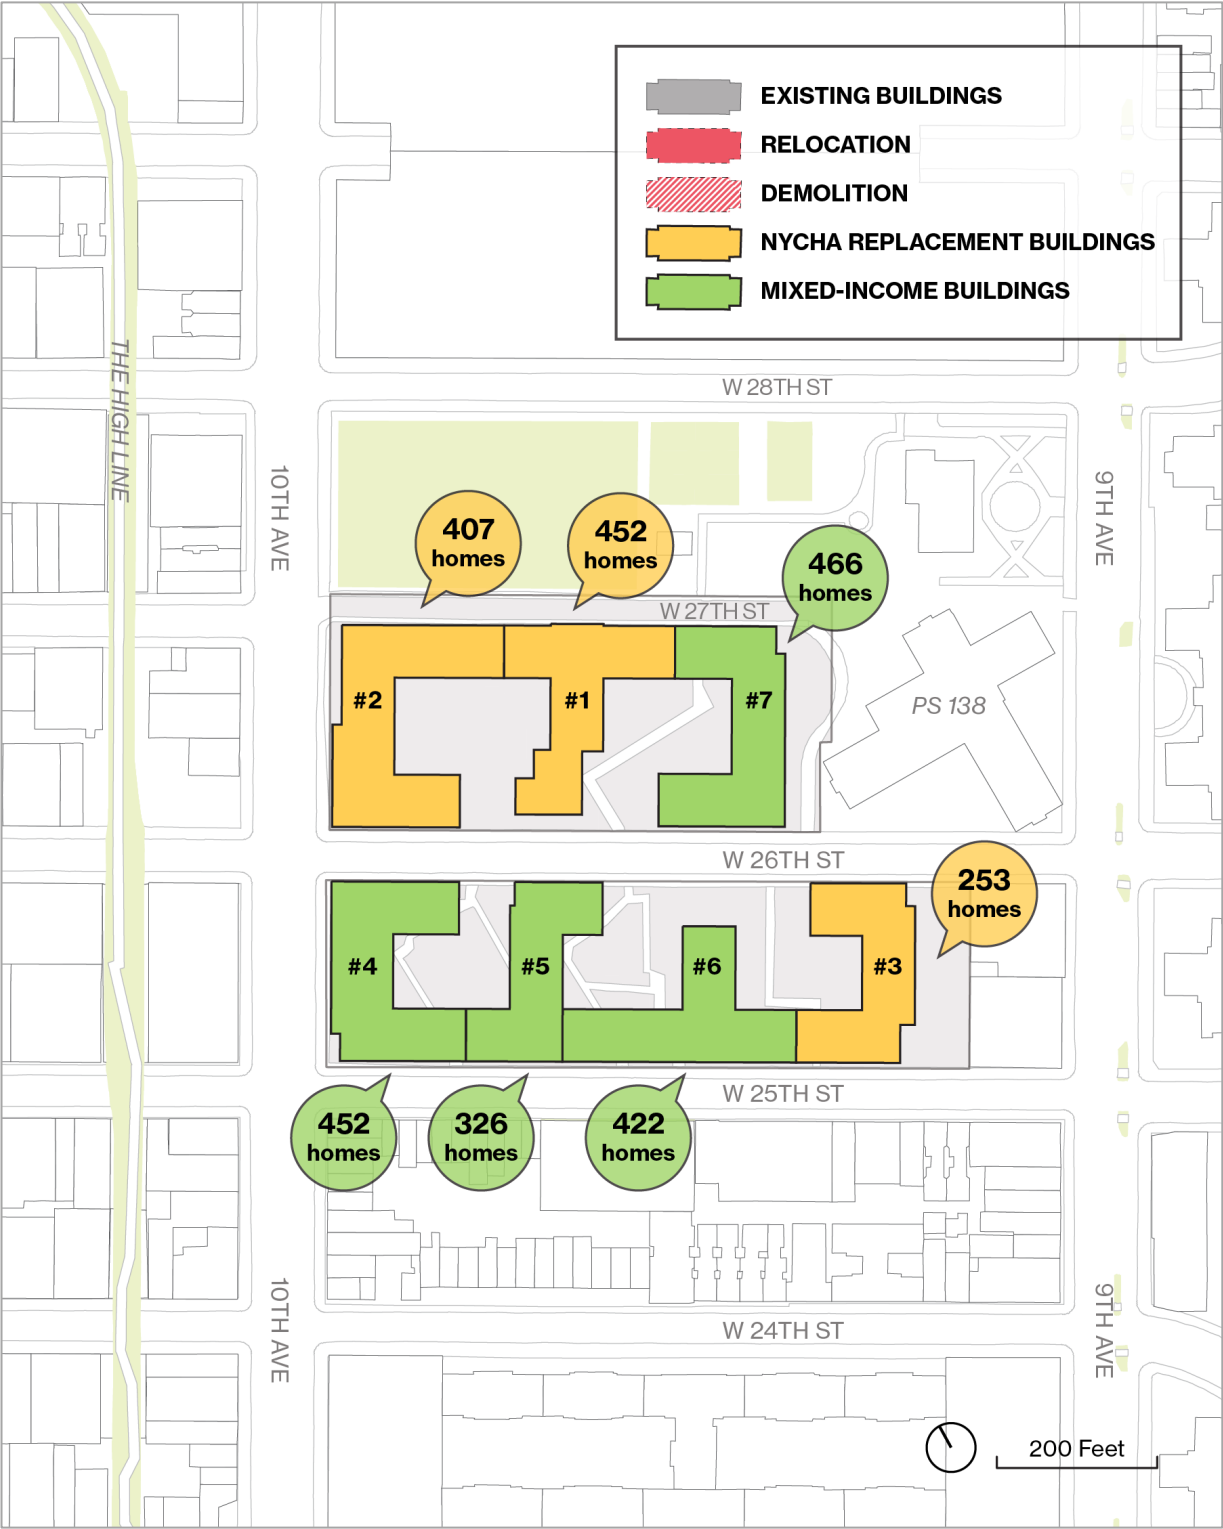 EXISTING BUILDINGS
RELOCATION
DEMOLITION
NYCHA REPLACEMENT BUILDINGS
MIXED-INCOME BUILDINGS
W 28TH ST
THE HIGH LINE
10TH AVE
9TH AVE
407
homes
452
homes
466
homes
W 27TH ST
#2
#1
#7
PS 138
W 26TH ST
253
homes
#4
#5
#6
#3
W 25TH ST
452
homes
326
homes
422
homes
10TH AVE
9TH AVE
W 24TH ST
200 Feet